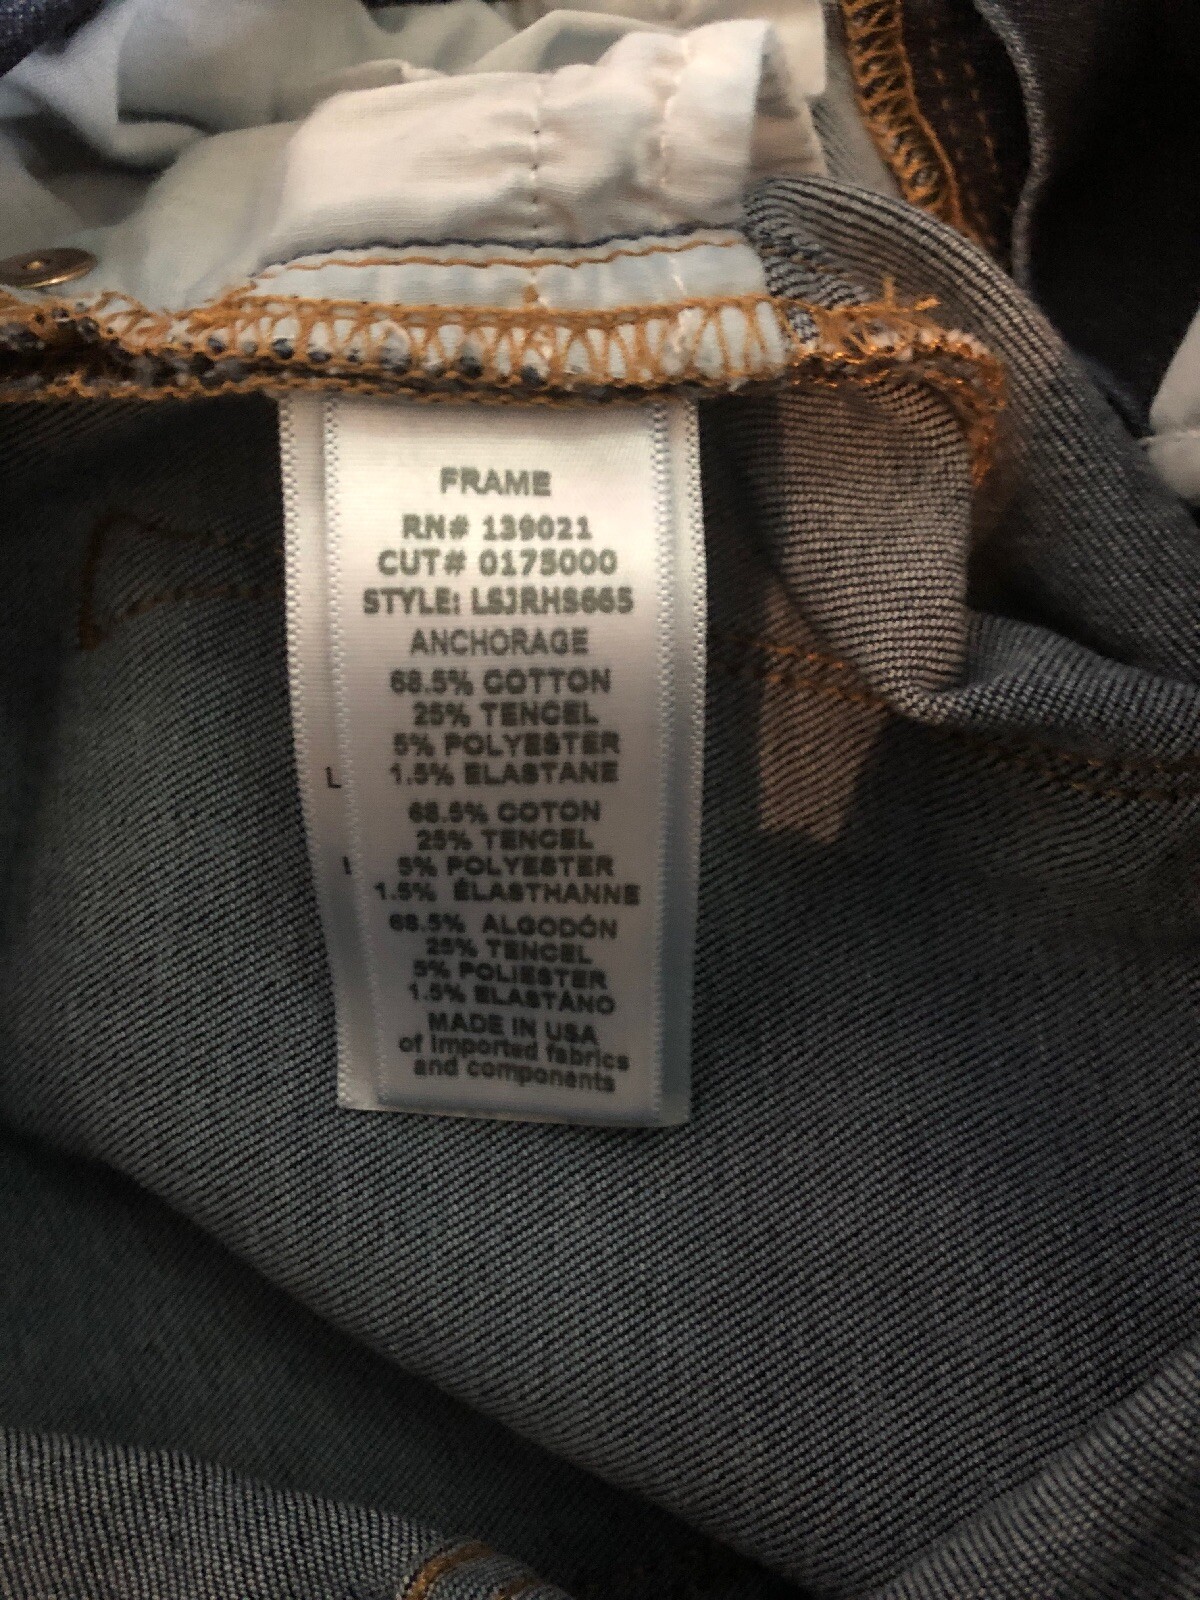 FRAME
RN# 139021
CUT# 0175000
STYLE: LSJRHS665
ANCHORAGE
68.5% COTTON
25% TENCEL
5% POLYESTER
1.5% ELASTANE
68.5% COTON
25% TENCEL
5% POLYESTER
1.5% ÉLASTHANNE
68.5% ALGODÓN
25% TENCEL
5% POLIESTER
1.5% ELASTANO
MADE IN USA
of imported fabrics
and components
L